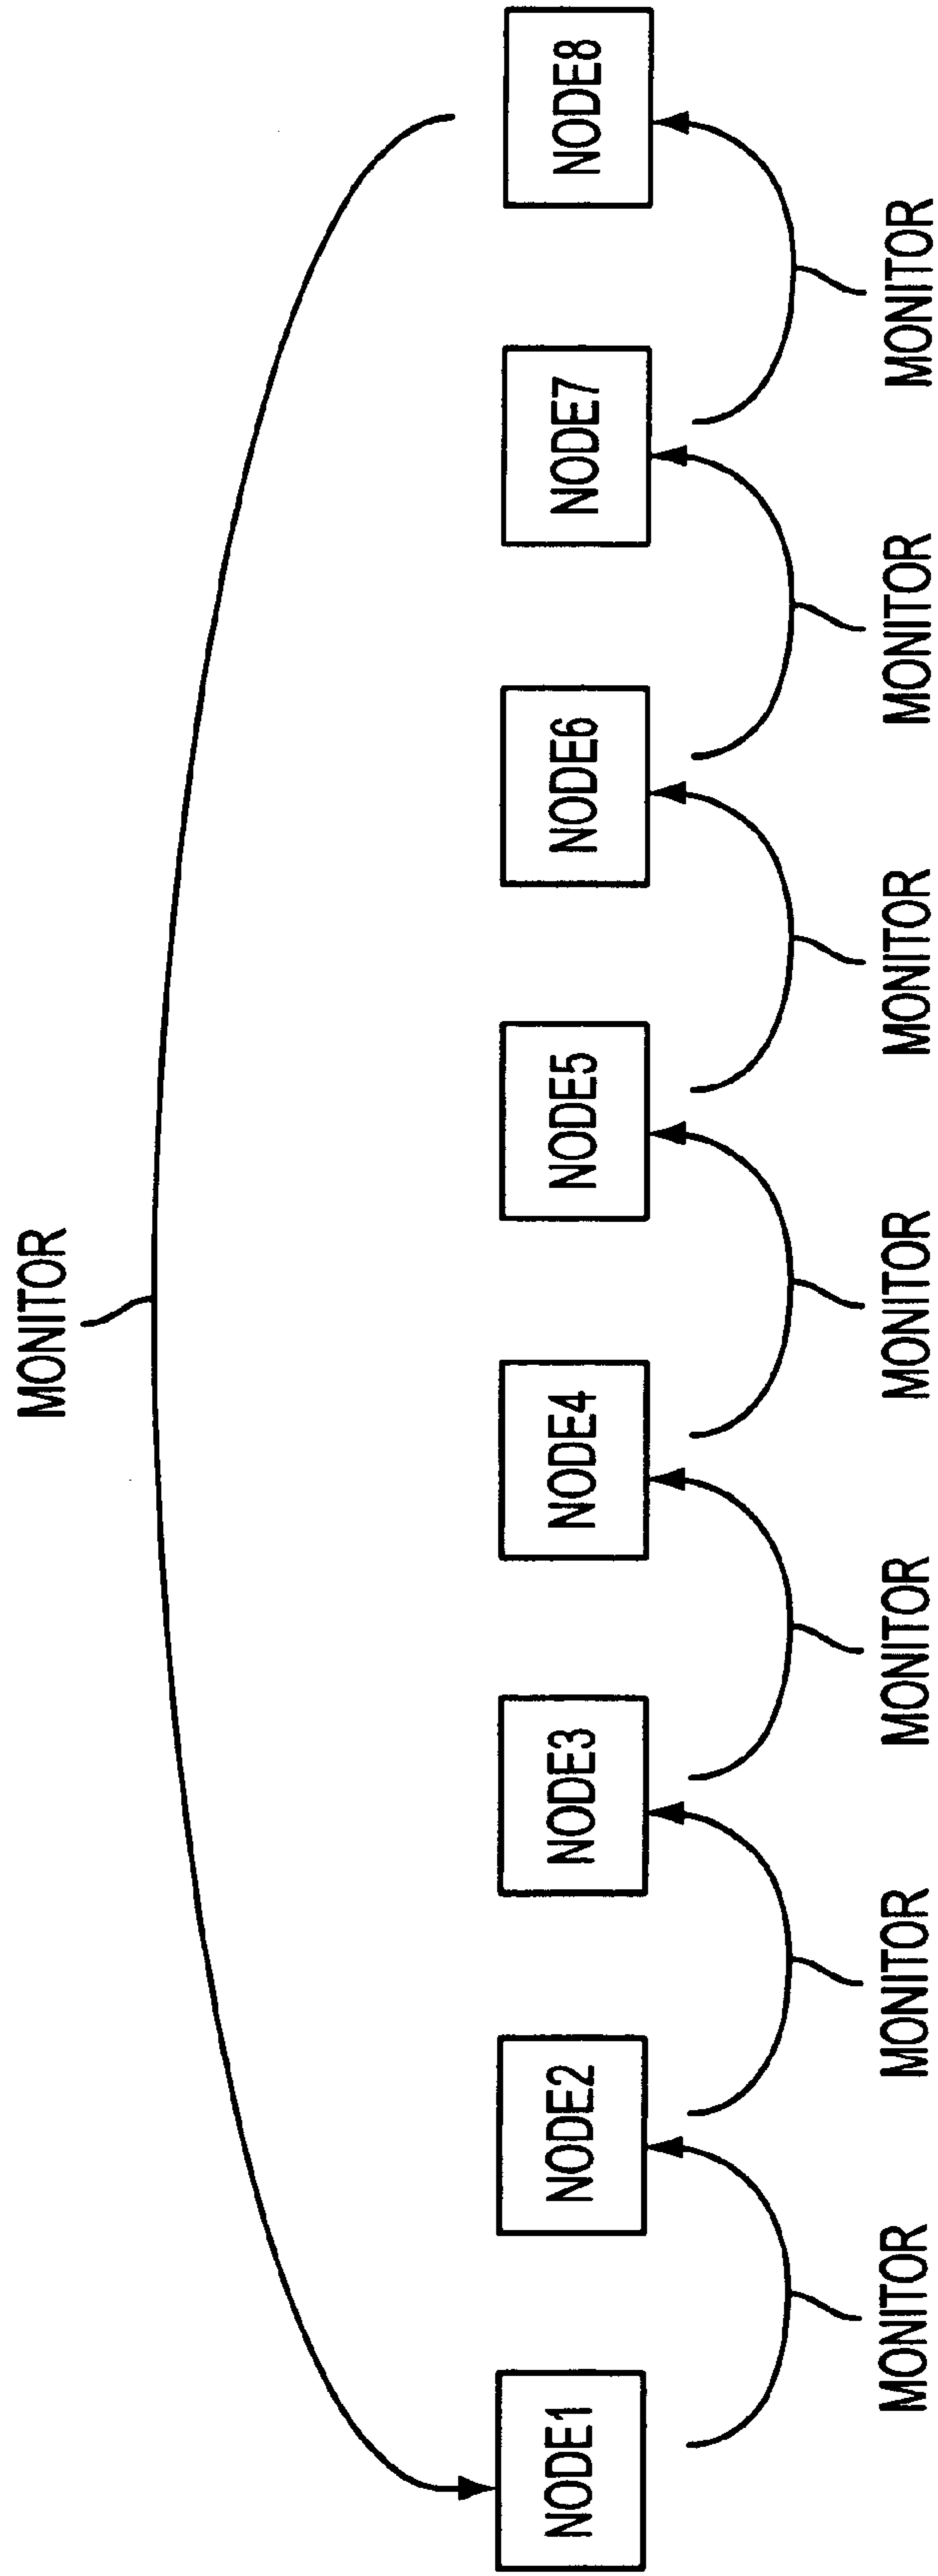 MONITOR
NODE1
NODE2
NODE3
NODE4
NODE5
NODE6
NODE7
NODE8
MONITOR
MONITOR
MONITOR
MONITOR
MONITOR
MONITOR
MONITOR